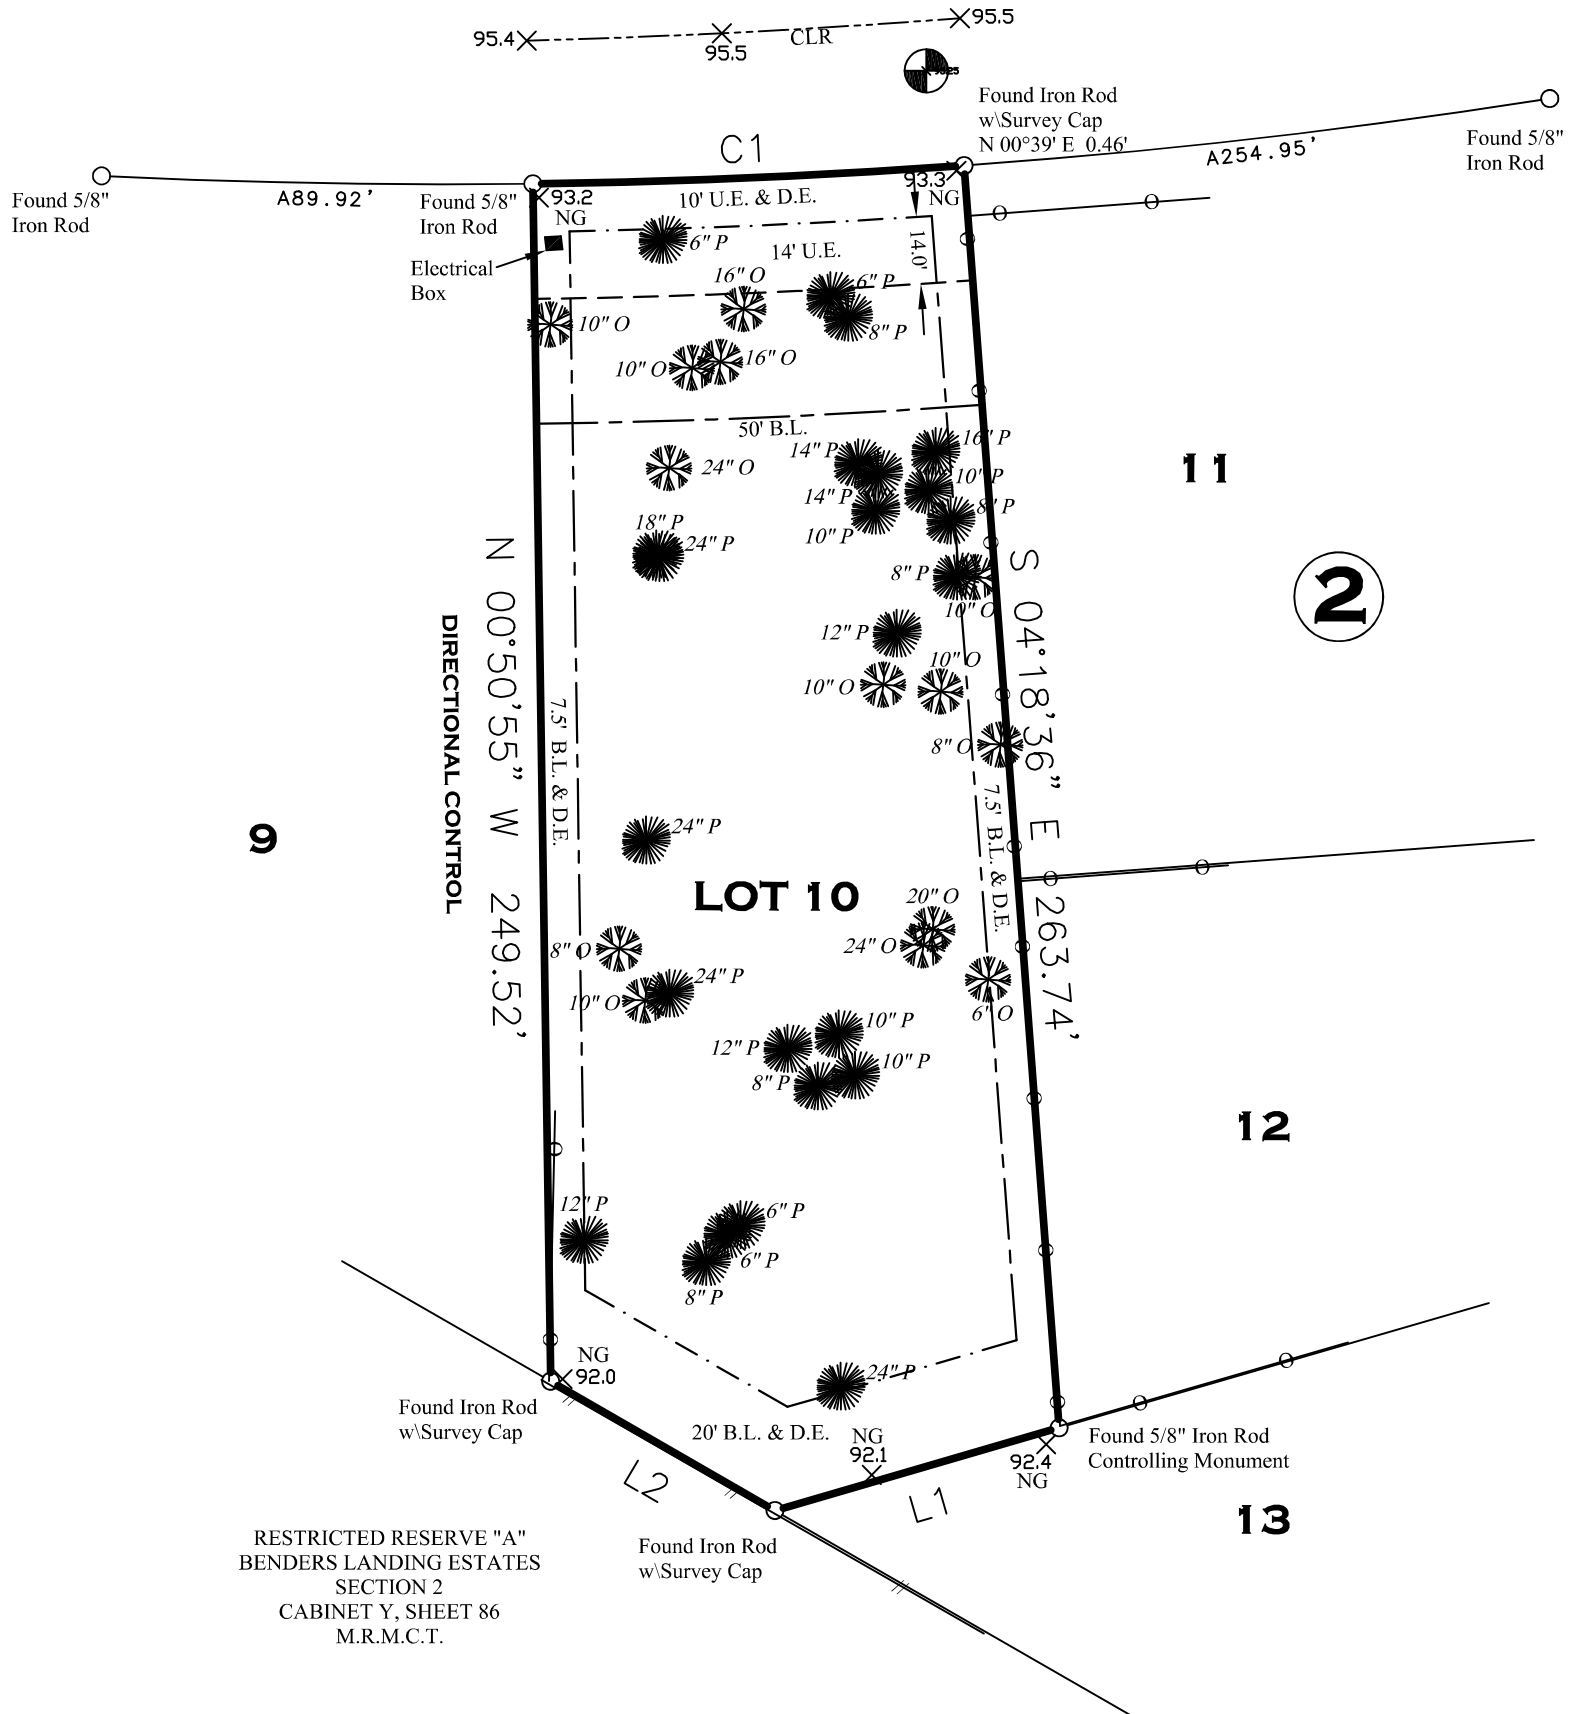 95.4
95.5
CLR
95.5
Found Iron Rod
w\Survey Cap
N 00°39' E 0.46'
Found 5/8"
Iron Rod
A254.95'
C1
Found 5/8"
Iron Rod
A89.92'
Found 5/8"
Iron Rod
93.2
NG
10' U.E. & D.E.
93.3
NG
Electrical
Box
6" P
14' U.E.
14.0'
16" O
6" P
10" O
8" P
10" O
16" O
50' B.L.
24" O
14" P
16" P
14" P
10" P
8" P
10" P
18" P
24" P
8" P
10" O
12" P
10" O
10" O
8" O
11
2
N 00°50'55" W 249.52'
DIRECTIONAL CONTROL
7.5' B.L. & D.E.
S 04°18'36" E 263.74'
7.5' B.L. & D.E.
9
24" P
LOT 10
20" O
24" O
8" O
24" P
10" O
6" O
10" P
12" P
10" P
8" P
12
12" P
6" P
6" P
8" P
24" P
NG
92.0
Found Iron Rod
w\Survey Cap
20' B.L. & D.E.
NG
92.1
92.4
NG
Found 5/8" Iron Rod
Controlling Monument
L2
L1
13
Found Iron Rod
w\Survey Cap
RESTRICTED RESERVE "A"
BENDERS LANDING ESTATES
SECTION 2
CABINET Y, SHEET 86
M.R.M.C.T.